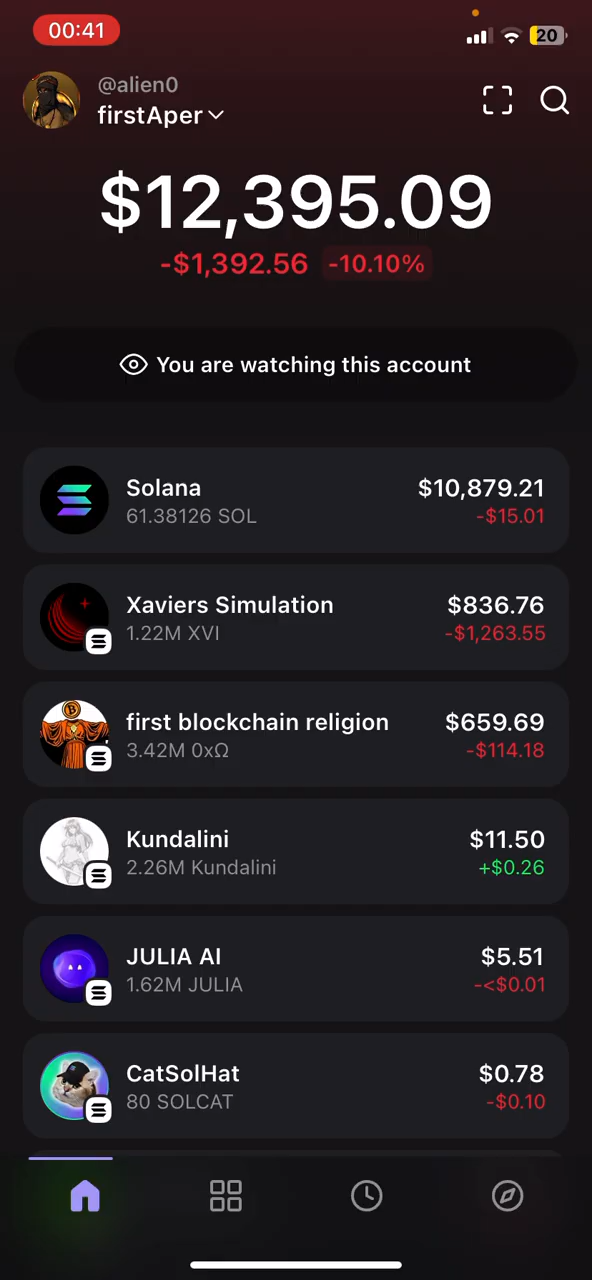 00:41
20
@alien0
firstAper
$12,395.09
-$1,392.56 -10.10%
You are watching this account
Solana $10,879.21
61.38126 SOL -$15.01
Xaviers Simulation $836.76
1.22M XVI -$1,263.55
first blockchain religion $659.69
3.42M 0xΩ -$114.18
Kundalini $11.50
2.26M Kundalini +$0.26
JULIA AI $5.51
1.62M JULIA -<$0.01
CatSolHat $0.78
80 SOLCAT -$0.10